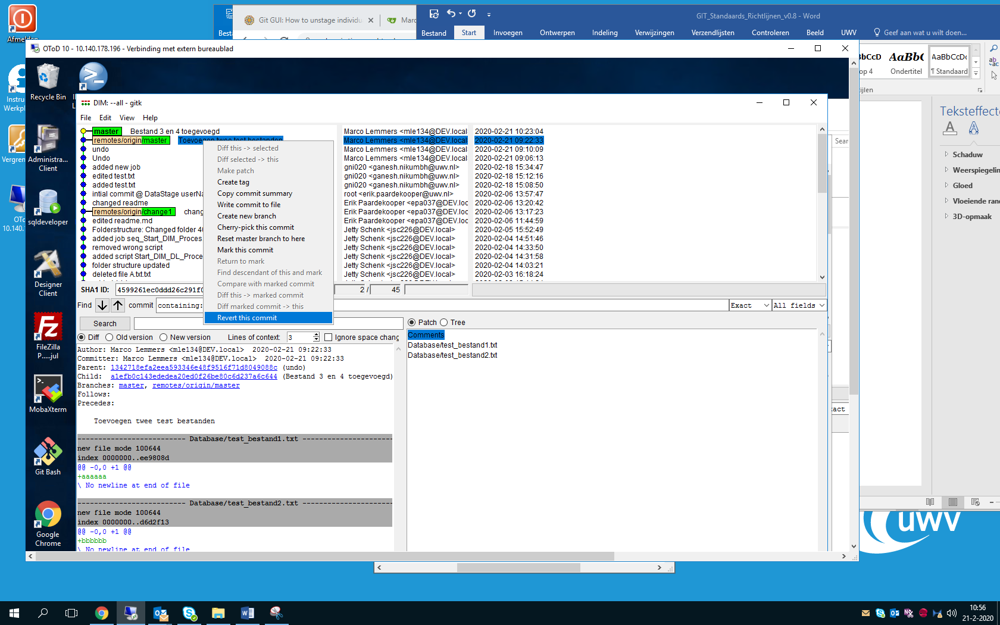 Afmelden
Git GUI: How to unstage individu
Marc
GIT_Standaards_Richtlijnen_v0.8 - Word
Bestand Start Invoegen Ontwerpen Indeling Verwijzingen Verzendlijsten Controleren Beeld UWV Geef aan wat u wilt doen...
OToD 10 - 10.140.178.196 - Verbinding met extern bureaublad
op 4
AaBbC
Ondertitel
AaBbCcDc
¶ Standaard
Teksteffecte
Schaduw
Weerspiegelin
Gloed
Vloeiende ran
3D-opmaak
Recycle Bin
Administra...
Client
sqldeveloper
Designer
Client
FileZilla
P.....jul
MobaXterm
Git Bash
Google
Chrome
DIM: --all - gitk
File Edit View Help
master Bestand 3 en 4 toegevoegd Marco Lemmers <mle134@DEV.local 2020-02-21 10:23:04
remotes/origin/master Toevoegen twee test bestanden Marco Lemmers <mle134@DEV.local 2020-02-21 09:22:33
undo Marco Lemmers <mle134@DEV.local 2020-02-21 09:10:09
Undo Marco Lemmers <mle134@DEV.local 2020-02-21 09:06:13
added new job gni020 <ganesh.nikumbh@uwv.nl> 2020-02-18 15:34:47
edited test.txt gni020 <ganesh.nikumbh@uwv.nl> 2020-02-18 15:12:16
added test.txt gni020 <ganesh.nikumbh@uwv.nl> 2020-02-18 15:08:50
intial commit @ DataStage userNa root <erik.paardekooper@uwv.nl> 2020-02-06 13:57:47
changed readme Erik Paardekooper <epa037@DEV.loc 2020-02-06 13:20:42
remotes/origin/change1 chang Erik Paardekooper <epa037@DEV.loc 2020-02-06 13:17:23
edited readme.md Erik Paardekooper <epa037@DEV.loc 2020-02-06 11:44:59
Folderstructure: Changed folder 40 Jetty Schenk <jsc226@DEV.local> 2020-02-05 15:52:49
added job seq_Start_DIM_Proces Jetty Schenk <jsc226@DEV.local> 2020-02-04 14:51:46
removed wrong script Jetty Schenk <jsc226@DEV.local> 2020-02-04 14:33:50
added script Start_DIM_DL_Proce Jetty Schenk <jsc226@DEV.local> 2020-02-04 14:31:58
folder structure updated Jetty Schenk <jsc226@DEV.local> 2020-02-04 14:03:21
deleted file A.txt.txt Jetty Schenk <jsc226@DEV.local> 2020-02-03 16:18:24
Diff this -> selected
Diff selected -> this
Make patch
Create tag
Copy commit summary
Write commit to file
Create new branch
Cherry-pick this commit
Reset master branch to here
Mark this commit
Return to mark
Find descendant of this and mark
Compare with marked commit
Diff this -> marked commit
Diff marked commit -> this
Revert this commit
SHA1 ID: 4599261ec0ddd26c291f0 2 / 45
Find commit containing: Exact All fields
Search
Patch Tree
Diff Old version New version Lines of context: 3 Ignore space chang
Comments
Database/test_bestand1.txt
Database/test_bestand2.txt
Author: Marco Lemmers <mle134@DEV.local> 2020-02-21 09:22:33
Committer: Marco Lemmers <mle134@DEV.local> 2020-02-21 09:22:33
Parent: 1342718efa2eea593346e48f9516f71d8049088c (undo)
Child: a1efb0c143ededea20ed0f26be80c6d237a6c644 (Bestand 3 en 4 toegevoegd)
Branches: master, remotes/origin/master
Follows:
Precedes:
Toevoegen twee test bestanden
-------------------------- Database/test_bestand1.txt ----------------------
new file mode 100644
index 0000000..ee9808d
@@ -0,0 +1 @@
+aaaaaa
\ No newline at end of file
-------------------------- Database/test_bestand2.txt ----------------------
new file mode 100644
index 0000000..d6d2f13
@@ -0,0 +1 @@
+bbbbbb
\ No newline at end of file
uwv
10:56
21-2-2020